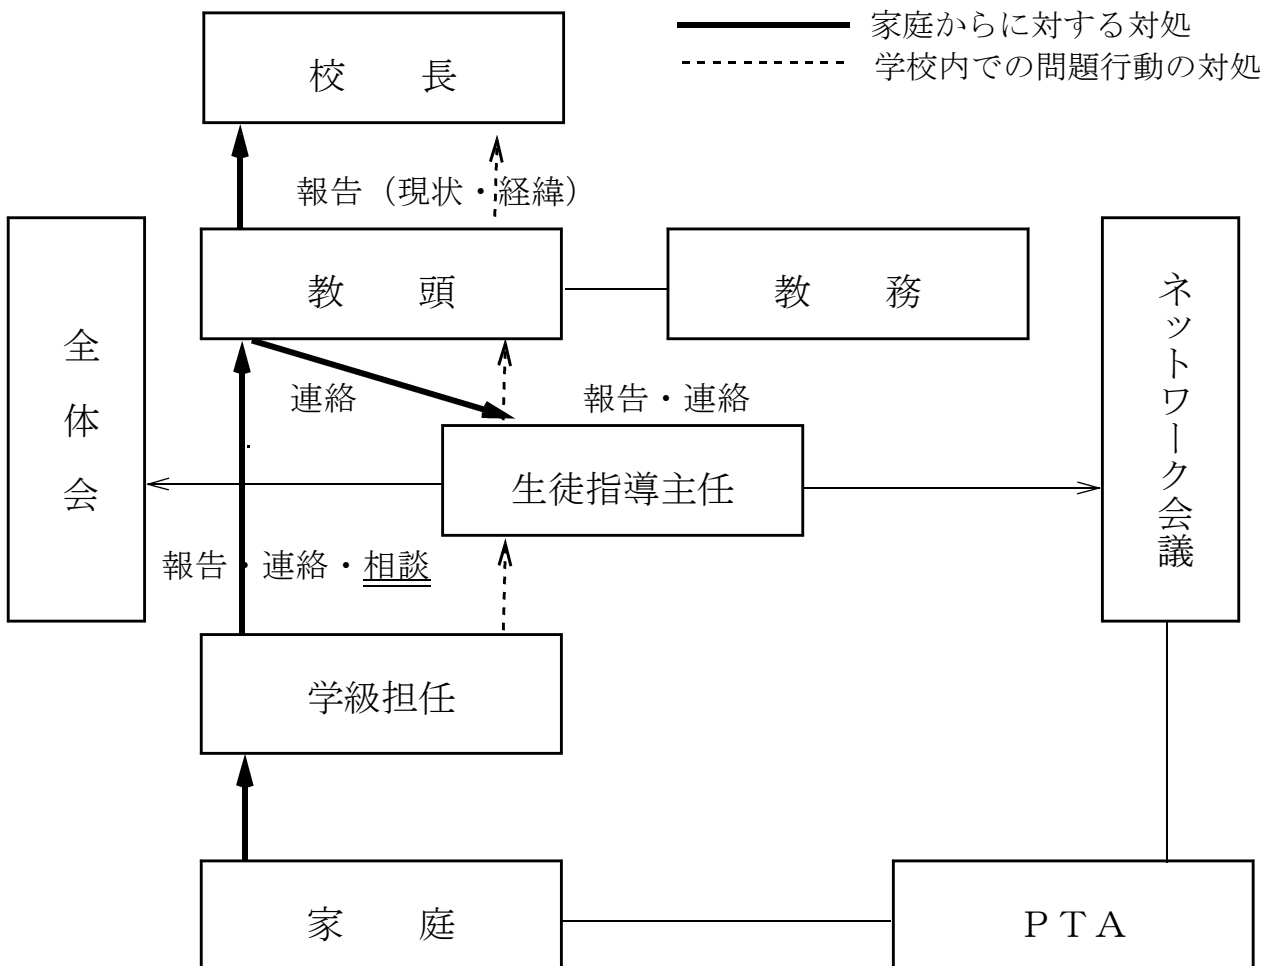 家庭からに対する対処
学校内での問題行動の対処
校　　長
報告（現状・経緯）
教　　頭
教　　務
全体会
ネットワーク会議
連絡
報告・連絡
生徒指導主任
報告・連絡・相談
学級担任
家　　庭
ＰＴＡ